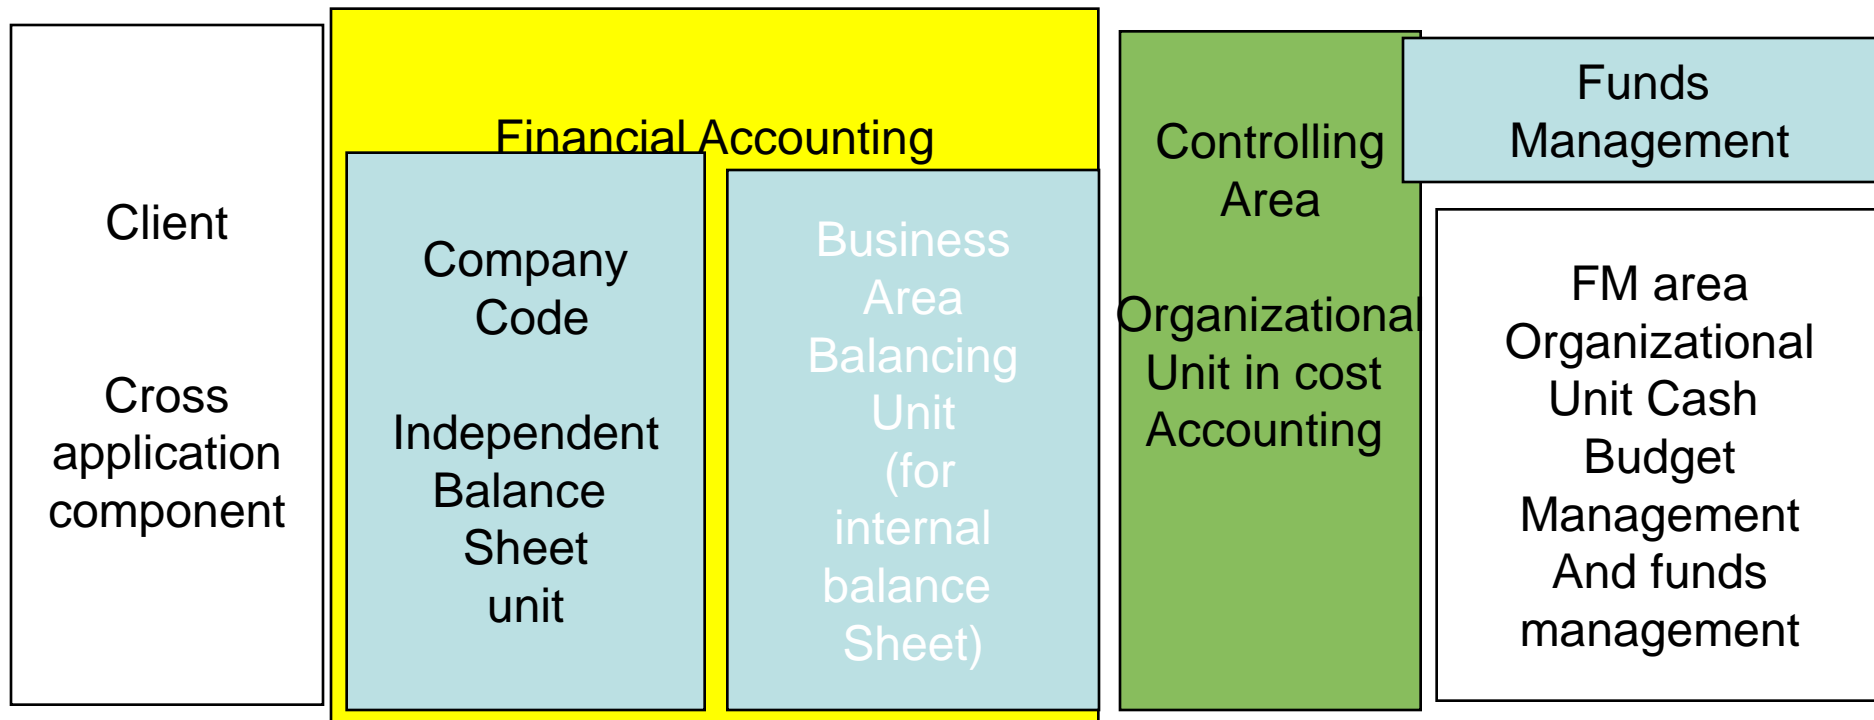 Client
Cross
application
component
Financial Accounting
Company
Code
Independent
Balance
Sheet
unit
Business
Area
Balancing
Unit
(for
internal
balance
Sheet)
Controlling
Area
Organizational
Unit in cost
Accounting
Funds
Management
FM area
Organizational
Unit Cash
Budget
Management
And funds
management